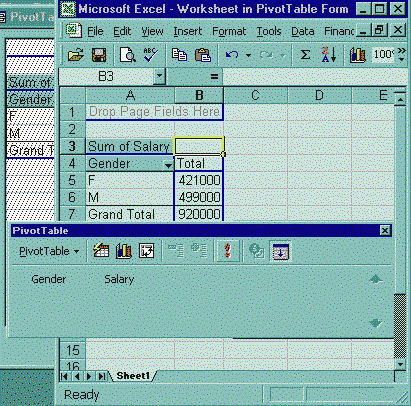 PivotTable
Sum of
Gender
F
M
Grand T
Microsoft Excel - Worksheet in PivotTable Form
File Edit View Insert Format Tools Data Financ
100%
B3 =
A B C D E
1 Drop Page Fields Here
2
3 Sum of Salary
4 Gender Total
5 F 421000
6 M 499000
7 Grand Total 920000
PivotTable
PivotTable
Gender Salary
15
16
Sheet1
Ready